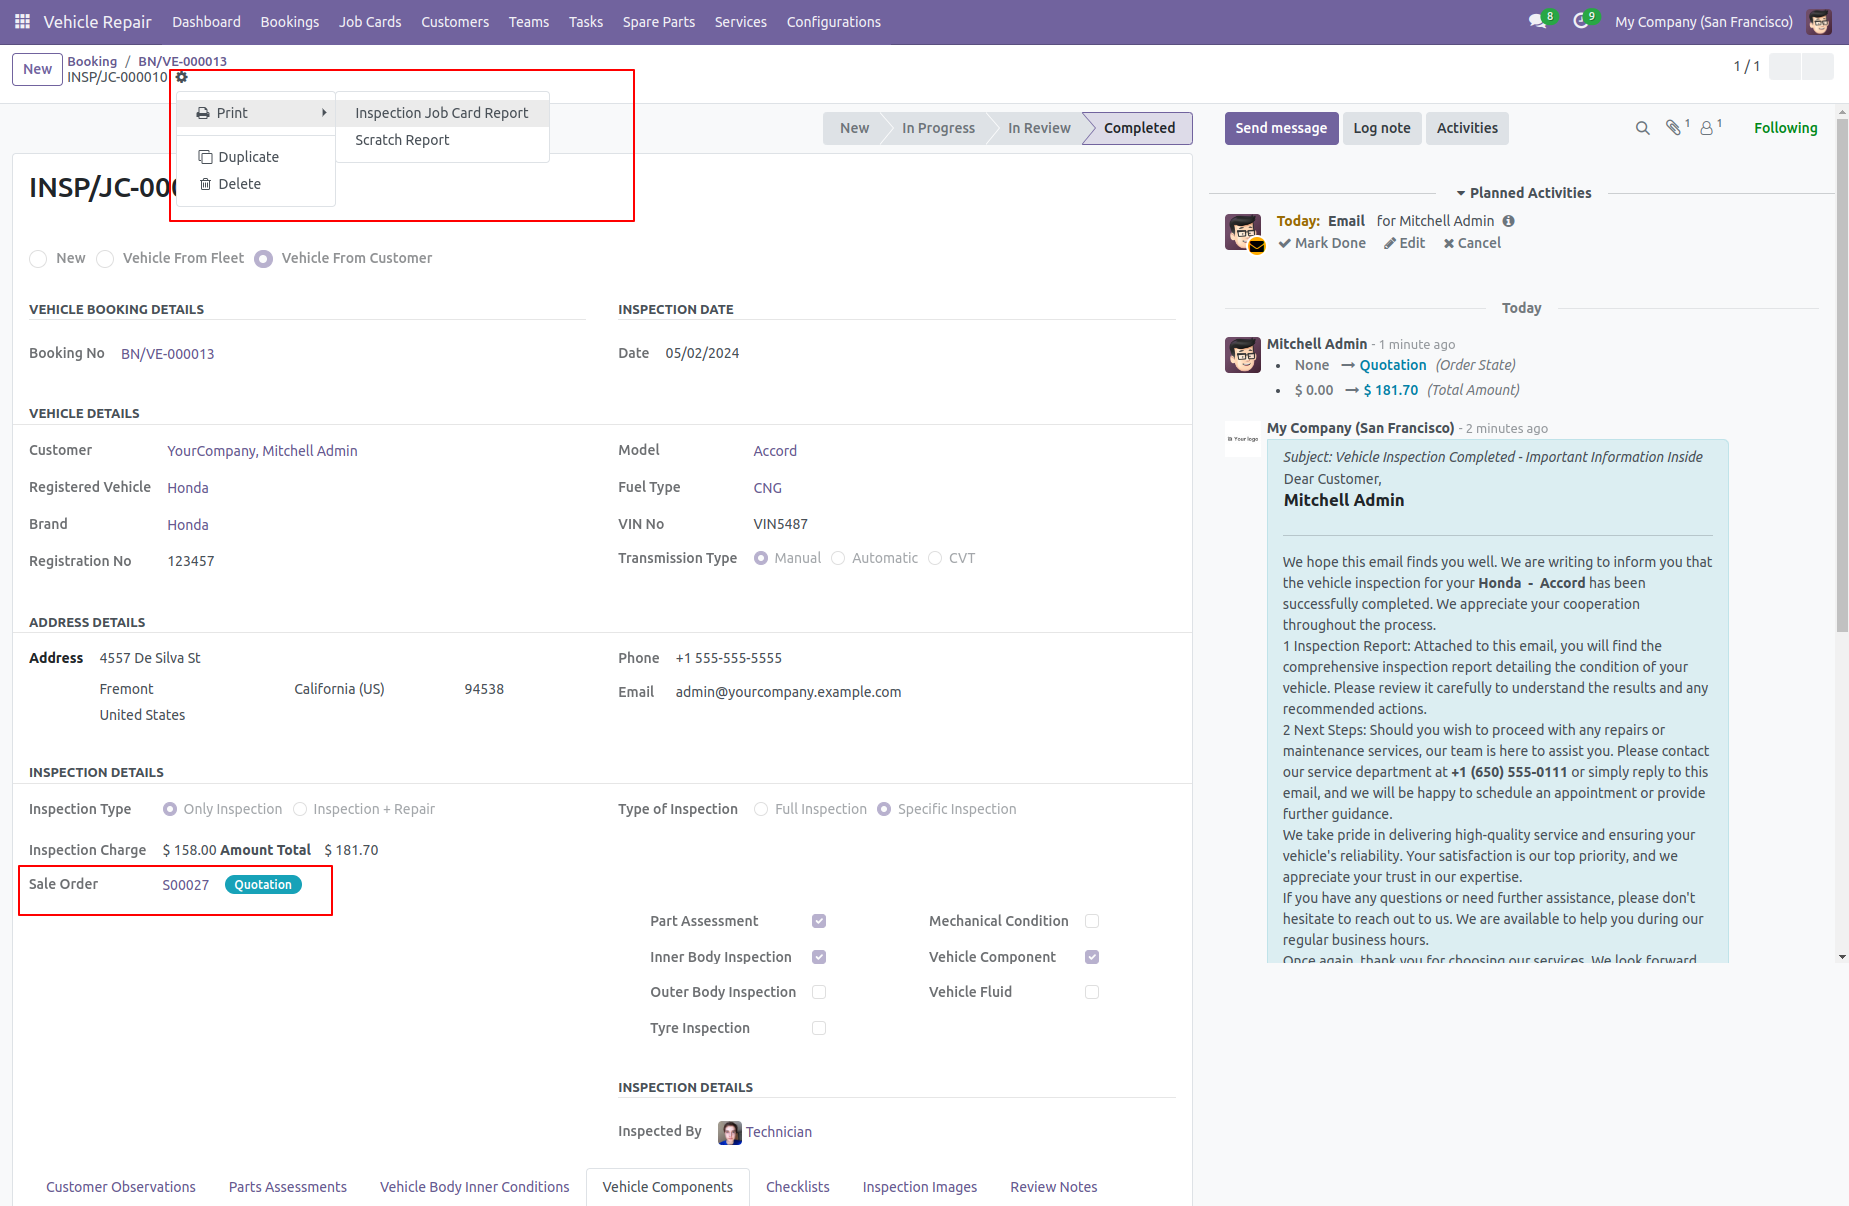 Vehicle Repair Dashboard Bookings Job Cards Customers Teams Tasks Spare Parts Services Configurations 8 9 My Company (San Francisco)
New Booking / BN/VE-000013
INSP/JC-000010
1 / 1
Print Inspection Job Card Report
Scratch Report
Duplicate
Delete
New In Progress In Review Completed
INSP/JC-000
New Vehicle From Fleet Vehicle From Customer
VEHICLE BOOKING DETAILS
Booking No BN/VE-000013
INSPECTION DATE
Date 05/02/2024
VEHICLE DETAILS
Customer YourCompany, Mitchell Admin
Registered Vehicle Honda
Brand Honda
Registration No 123457
Model Accord
Fuel Type CNG
VIN No VIN5487
Transmission Type Manual Automatic CVT
ADDRESS DETAILS
Address 4557 De Silva St
Fremont California (US) 94538
United States
Phone +1 555-555-5555
Email admin@yourcompany.example.com
INSPECTION DETAILS
Inspection Type Only Inspection Inspection + Repair
Inspection Charge $ 158.00 Amount Total $ 181.70
Sale Order S00027 Quotation
Type of Inspection Full Inspection Specific Inspection
Part Assessment Mechanical Condition
Inner Body Inspection Vehicle Component
Outer Body Inspection Vehicle Fluid
Tyre Inspection
INSPECTION DETAILS
Inspected By Technician
Customer Observations Parts Assessments Vehicle Body Inner Conditions Vehicle Components Checklists Inspection Images Review Notes
Send message Log note Activities 1 1 Following
Planned Activities
Today: Email for Mitchell Admin
Mark Done Edit Cancel
Today
Mitchell Admin - 1 minute ago
None → Quotation (Order State)
$ 0.00 → $ 181.70 (Total Amount)
Your logo
My Company (San Francisco) - 2 minutes ago
Subject: Vehicle Inspection Completed - Important Information Inside
Dear Customer,
Mitchell Admin
We hope this email finds you well. We are writing to inform you that
the vehicle inspection for your Honda - Accord has been
successfully completed. We appreciate your cooperation
throughout the process.
1 Inspection Report: Attached to this email, you will find the
comprehensive inspection report detailing the condition of your
vehicle. Please review it carefully to understand the results and any
recommended actions.
2 Next Steps: Should you wish to proceed with any repairs or
maintenance services, our team is here to assist you. Please contact
our service department at +1 (650) 555-0111 or simply reply to this
email, and we will be happy to schedule an appointment or provide
further guidance.
We take pride in delivering high-quality service and ensuring your
vehicle's reliability. Your satisfaction is our top priority, and we
appreciate your trust in our expertise.
If you have any questions or need further assistance, please don't
hesitate to reach out to us. We are available to help you during our
regular business hours.
Once again, thank you for choosing our services. We look forward